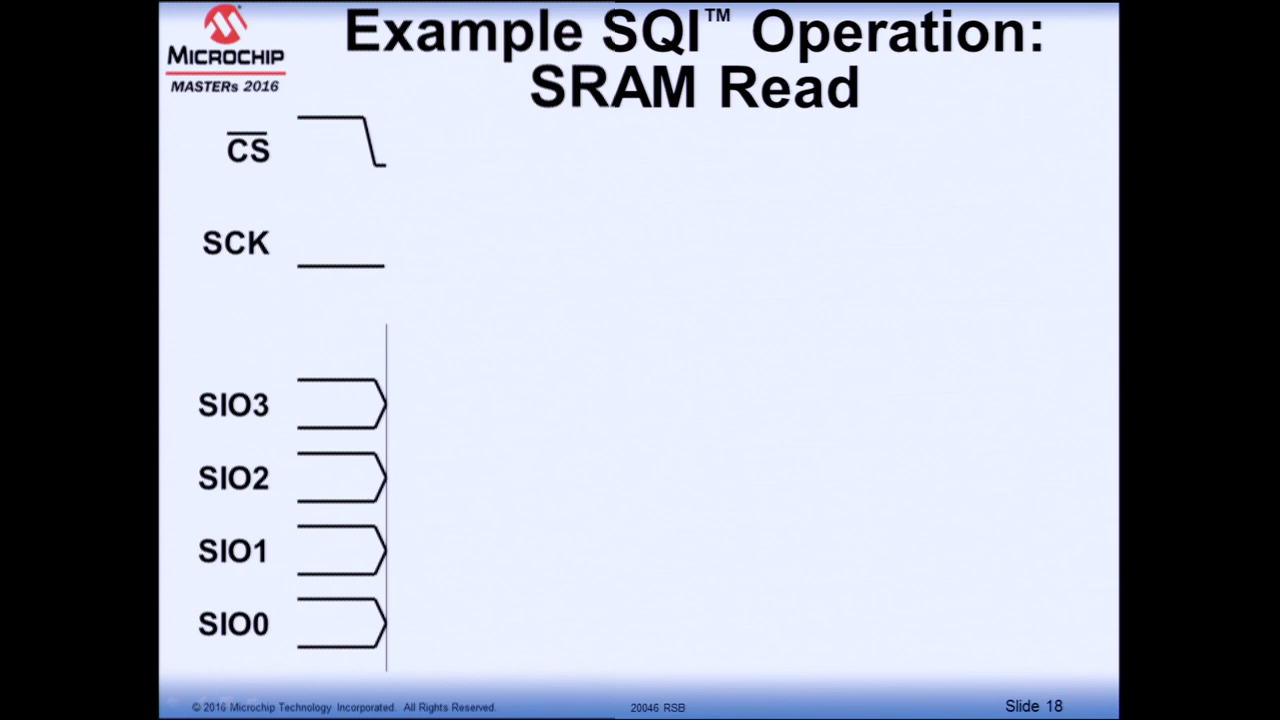 MICROCHIP
MASTERs 2016
Example SQI™ Operation:
SRAM Read
CS
SCK
SIO3
SIO2
SIO1
SIO0
© 2016 Microchip Technology Incorporated. All Rights Reserved.
20046 RSB
Slide 18